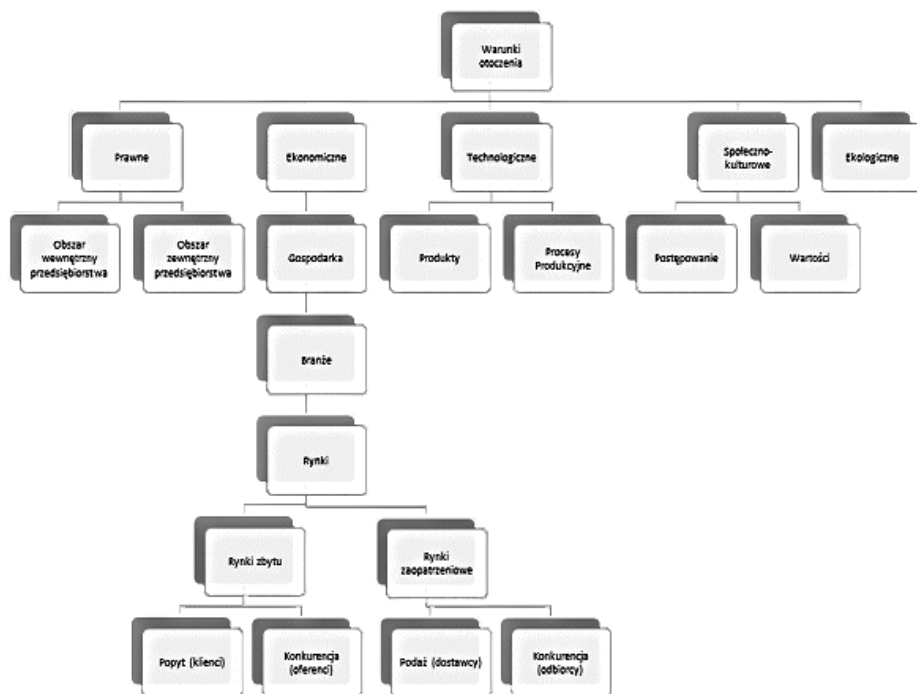 Warunki
otoczenia
Prawne
Ekonomiczne
Technologiczne
Społeczno-
kulturowe
Ekologiczne
Obszar
wewnętrzny
przedsiębiorstwa
Obszar
zewnętrzny
przedsiębiorstwa
Gospodarka
Produkty
Procesy
Produkcyjne
Postępowanie
Wartości
Branże
Rynki
Rynki zbytu
Rynki
zaopatrzeniowe
Popyt (klienci)
Konkurencja
(oferenci)
Podaż (dostawcy)
Konkurencja
(odbiorcy)